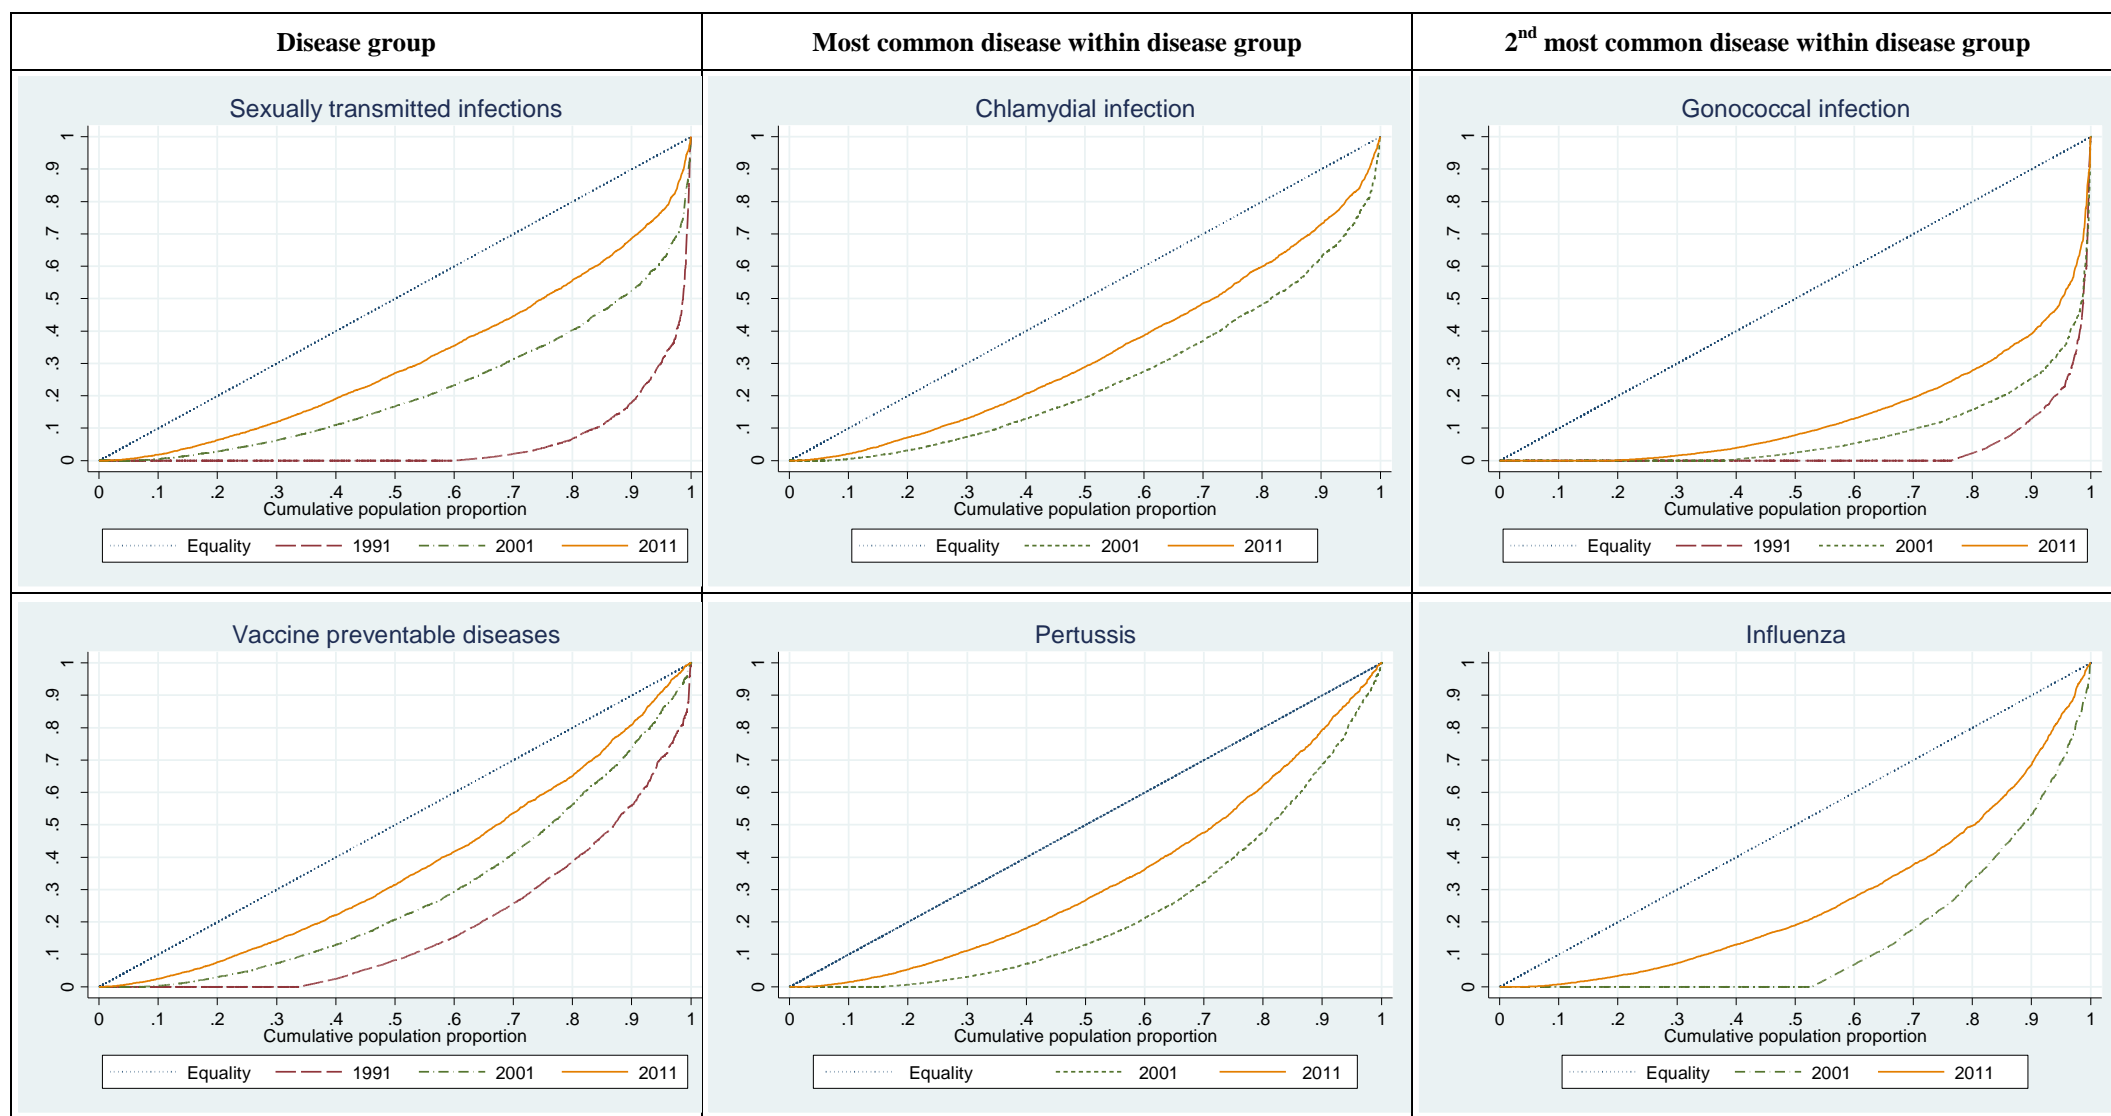 Disease group
Most common disease within disease group
2nd most common disease within disease group
Sexually transmitted infections
1
.9
.8
.7
.6
.5
.4
.3
.2
.1
0
0 .1 .2 .3 .4 .5 .6 .7 .8 .9 1
Cumulative population proportion
Equality 1991 2001 2011
Chlamydial infection
1
.9
.8
.7
.6
.5
.4
.3
.2
.1
0
0 .1 .2 .3 .4 .5 .6 .7 .8 .9 1
Cumulative population proportion
Equality 2001 2011
Gonococcal infection
1
.9
.8
.7
.6
.5
.4
.3
.2
.1
0
0 .1 .2 .3 .4 .5 .6 .7 .8 .9 1
Cumulative population proportion
Equality 1991 2001 2011
Vaccine preventable diseases
1
.9
.8
.7
.6
.5
.4
.3
.2
.1
0
0 .1 .2 .3 .4 .5 .6 .7 .8 .9 1
Cumulative population proportion
Equality 1991 2001 2011
Pertussis
1
.9
.8
.7
.6
.5
.4
.3
.2
.1
0
0 .1 .2 .3 .4 .5 .6 .7 .8 .9 1
Cumulative population proportion
Equality 2001 2011
Influenza
1
.9
.8
.7
.6
.5
.4
.3
.2
.1
0
0 .1 .2 .3 .4 .5 .6 .7 .8 .9 1
Cumulative population proportion
Equality 2001 2011